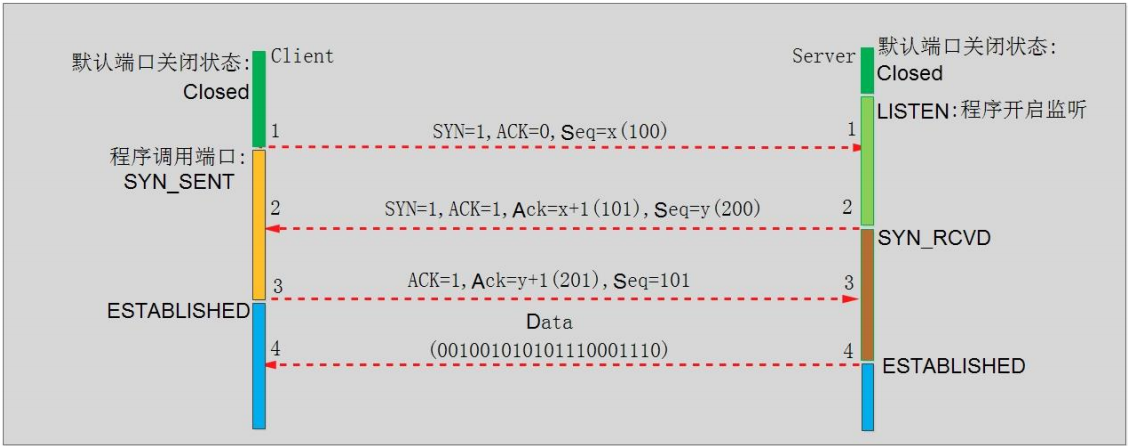 默认端口关闭状态:
Closed
Client
Server
默认端口关闭状态:
Closed
LISTEN:程序开启监听
1
SYN=1,ACK=0,Seq=x(100)
1
程序调用端口:
SYN_SENT
2
SYN=1,ACK=1,Ack=x+1(101),Seq=y(200)
2
SYN_RCVD
3
ACK=1,Ack=y+1(201),Seq=101
3
ESTABLISHED
Data
4
(001001010101110001110)
4
ESTABLISHED